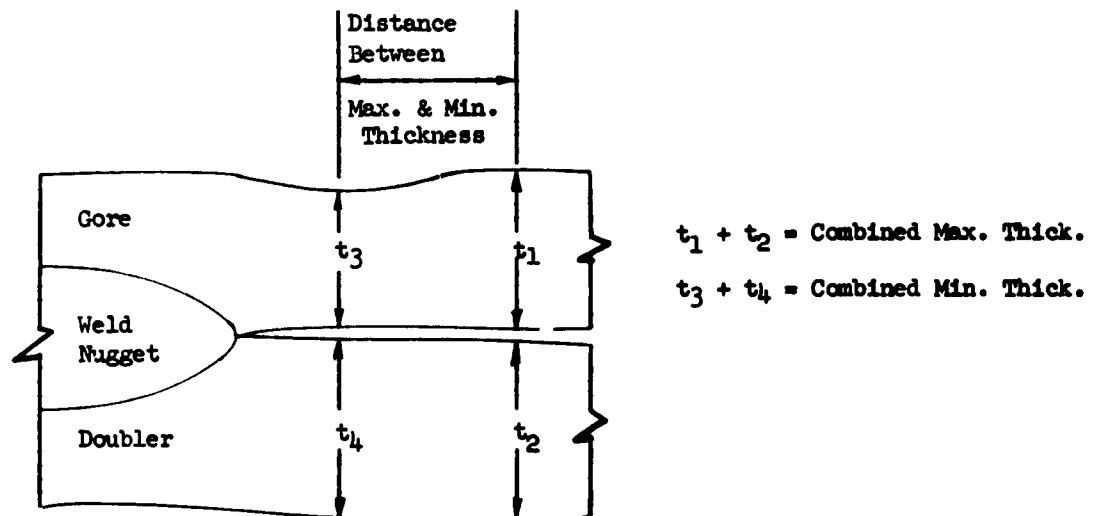 Distance
Between
Max. & Min.
Thickness
Gore
t3
t1
t1 + t2 = Combined Max. Thick.
t3 + t4 = Combined Min. Thick.
Weld
Nugget
Doubler
t4
t2